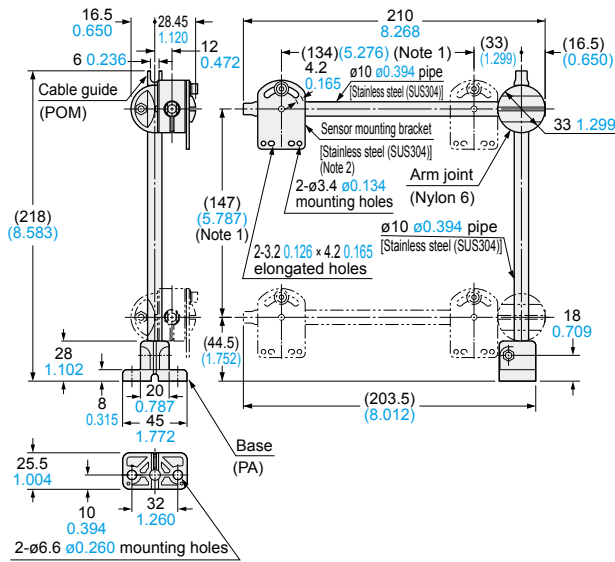 16.5
0.650
28.45
1.120
12
0.472
6 0.236
210
8.268
(134)(5.276) (Note 1)
(33)
(1.299)
(16.5)
(0.650)
4.2
0.165
ø10 ø0.394 pipe
[Stainless steel (SUS304)]
Cable guide
(POM)
33 1.299
Sensor mounting bracket
[Stainless steel (SUS304)]
(Note 2)
Arm joint
(Nylon 6)
2-ø3.4 ø0.134
mounting holes
(147)
(5.787)
(Note 1)
(218)
(8.583)
ø10 ø0.394 pipe
[Stainless steel (SUS304)]
2-3.2 0.126 × 4.2 0.165
elongated holes
18
0.709
(44.5)
(1.752)
28
1.102
8
0.315
20
0.787
45
1.772
(203.5)
(8.012)
Base
(PA)
25.5
1.004
10
0.394
32
1.260
2-ø6.6 ø0.260 mounting holes